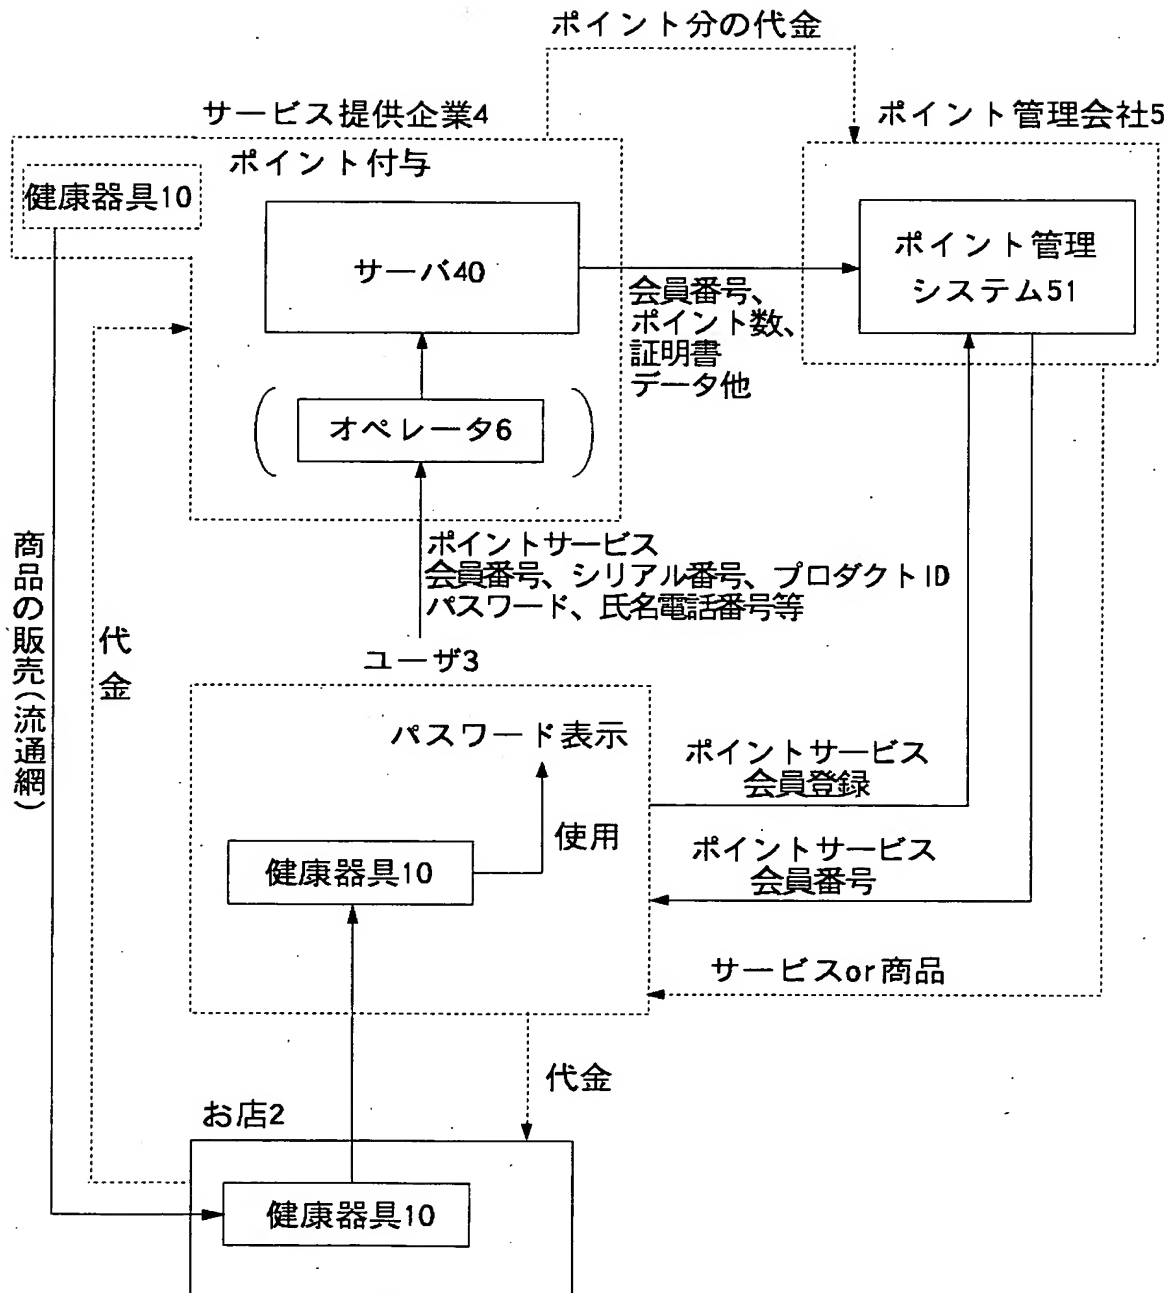 ポイント分の代金
サービス提供企業4
ポイント管理会社5
ポイント付与
健康器具10
サーバ40
ポイント管理
システム51
会員番号、
ポイント数、
証明書
データ他
オペレータ6
ポイントサービス
会員番号、シリアル番号、プロダクトID
パスワード、氏名電話番号等
商品の販売(流通網)
代金
ユーザ3
パスワード表示
使用
健康器具10
ポイントサービス
会員登録
ポイントサービス
会員番号
サービスor商品
代金
お店2
健康器具10